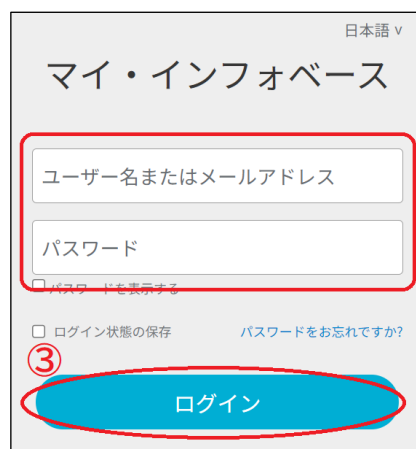 日本語 ˅
マイ・インフォベース
ユーザー名またはメールアドレス
パスワード
パスワードを表示する
ログイン状態の保存 パスワードをお忘れですか?
③
ログイン